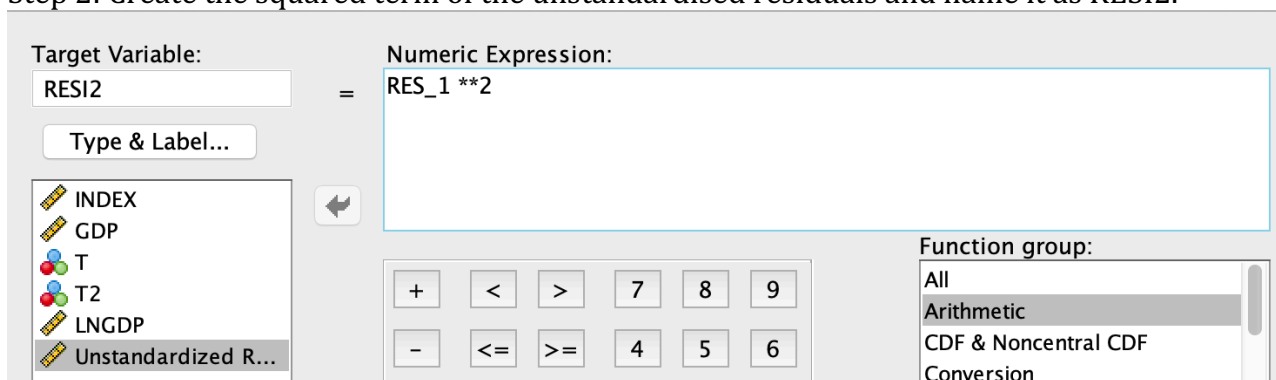 Step 2: Create the squared term of the unstandardised residuals and name it as RESI2.
Target Variable:
RESI2
=
Numeric Expression:
RES_1 **2
Type & Label...
INDEX
GDP
T
T2
LNGDP
Unstandardized R...
+ < > 7 8 9
- <= >= 4 5 6
Function group:
All
Arithmetic
CDF & Noncentral CDF
Conversion